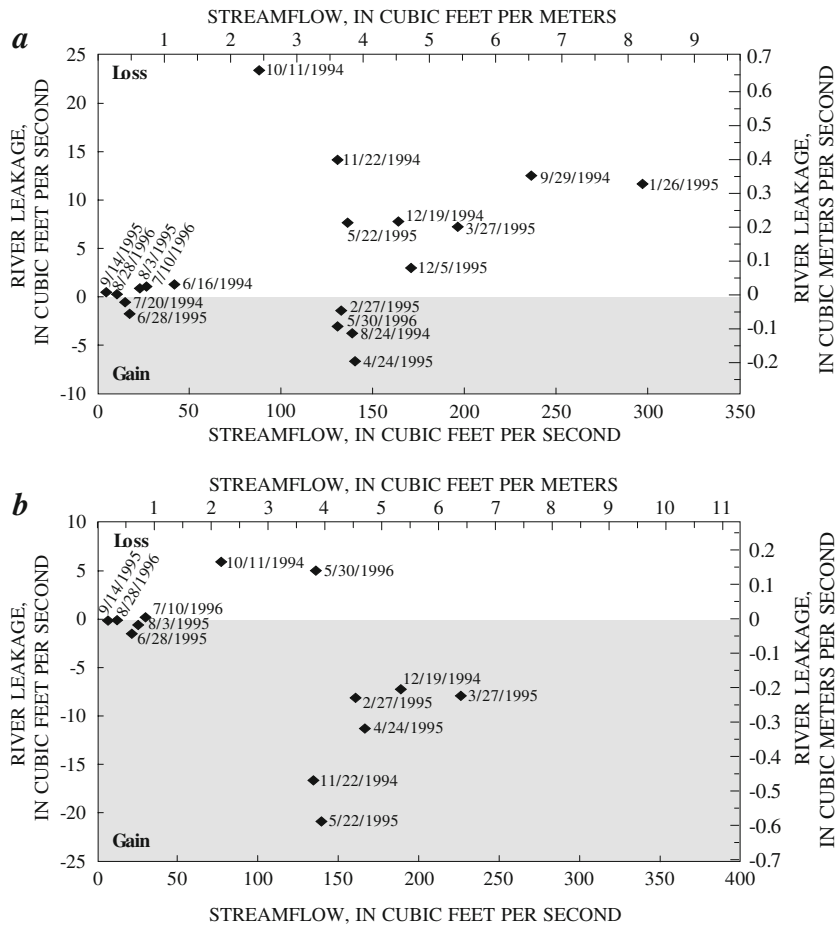 STREAMFLOW, IN CUBIC FEET PER METERS
a
1 2 3 4 5 6 7 8 9
25 20 15 10 5 0 -5 -10
RIVER LEAKAGE,
IN CUBIC FEET PER SECOND
Loss
10/11/1994
11/22/1994
9/29/1994
1/26/1995
12/19/1994
5/22/1995
3/27/1995
12/5/1995
9/14/1995
8/28/1996
8/3/1995
7/10/1996
6/16/1994
7/20/1994
6/28/1995
2/27/1995
5/30/1996
8/24/1994
4/24/1995
Gain
0.7 0.6 0.5 0.4 0.3 0.2 0.1 0 -0.1 -0.2
RIVER LEAKAGE,
IN CUBIC METERS PER SECOND
0 50 100 150 200 250 300 350
STREAMFLOW, IN CUBIC FEET PER SECOND
STREAMFLOW, IN CUBIC FEET PER METERS
b
1 2 3 4 5 6 7 8 9 10 11
10 5 0 -5 -10 -15 -20 -25
RIVER LEAKAGE,
IN CUBIC FEET PER SECOND
Loss
10/11/1994
5/30/1996
9/14/1995
8/28/1996
7/10/1996
8/3/1995
6/28/1995
12/19/1994
2/27/1995
3/27/1995
4/24/1995
11/22/1994
5/22/1995
Gain
0.2 0.1 0 -0.1 -0.2 -0.3 -0.4 -0.5 -0.6 -0.7
RIVER LEAKAGE,
IN CUBIC METERS PER SECOND
0 50 100 150 200 250 300 350 400
STREAMFLOW, IN CUBIC FEET PER SECOND